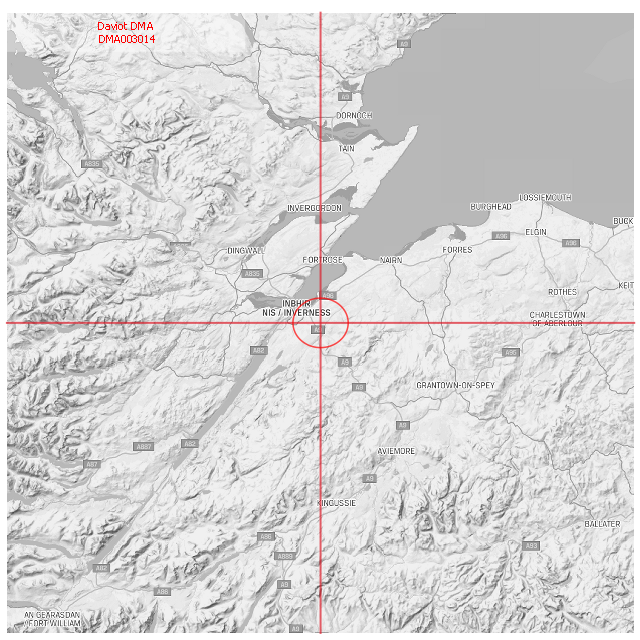 Daviot DMA
DMA003014
A9
A9
DORNOCH
TAIN
A835
LOSSIEMOUTH
BURGHEAD
INVERGORDON
BUCK
ELGIN
A96
A96
DINGWALL
FORRES
FORTROSE
NAIRN
A835
KEIT
ROTHES
A96
INBHIR
NIS / INVERNESS
CHARLESTOWN
OF ABERLOUR
A82
A95
A9
GRANTOWN-ON-SPEY
A9
A9
A887
A82
AVIEMORE
A87
A9
KINGUSSIE
BALLATER
A86
A93
A889
A82
A9
A86
AN GEARASDAN
/ FORT WILLIAM
A9